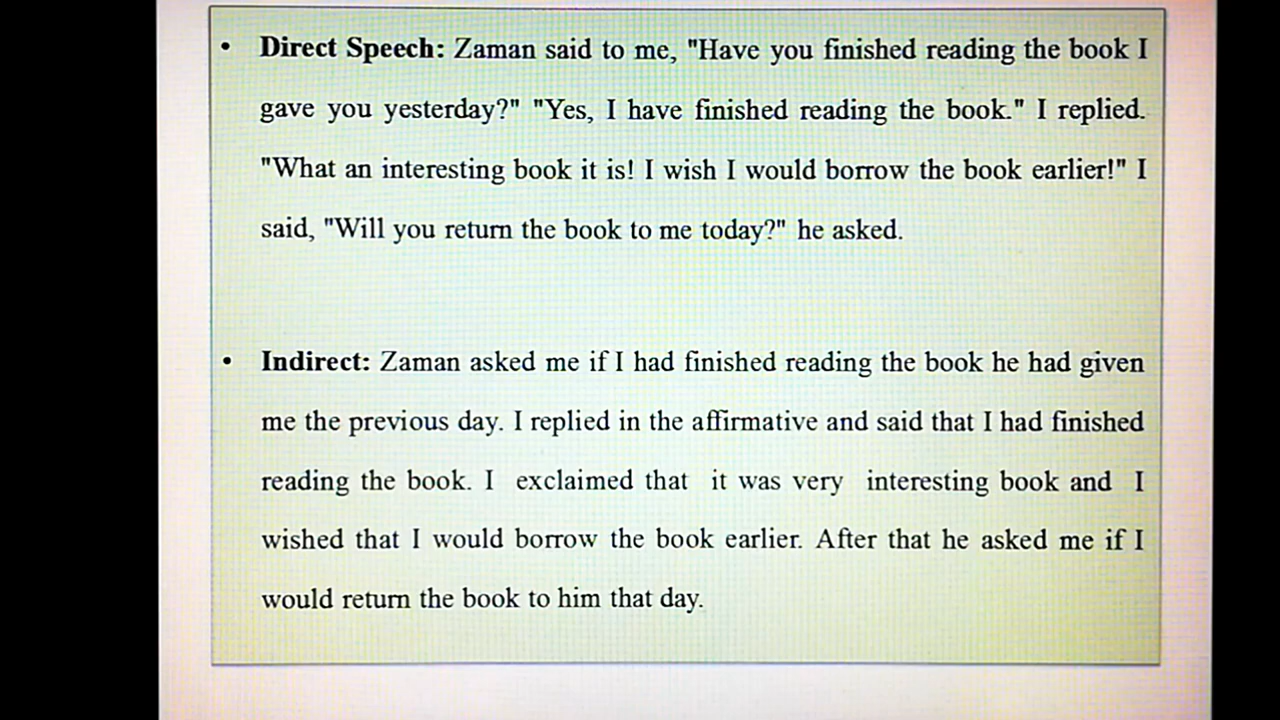 • Direct Speech: Zaman said to me, "Have you finished reading the book I
gave you yesterday?" "Yes, I have finished reading the book." I replied.
"What an interesting book it is! I wish I would borrow the book earlier!" I
said, "Will you return the book to me today?" he asked.
• Indirect: Zaman asked me if I had finished reading the book he had given
me the previous day. I replied in the affirmative and said that I had finished
reading the book. I exclaimed that it was very interesting book and I
wished that I would borrow the book earlier. After that he asked me if I
would return the book to him that day.